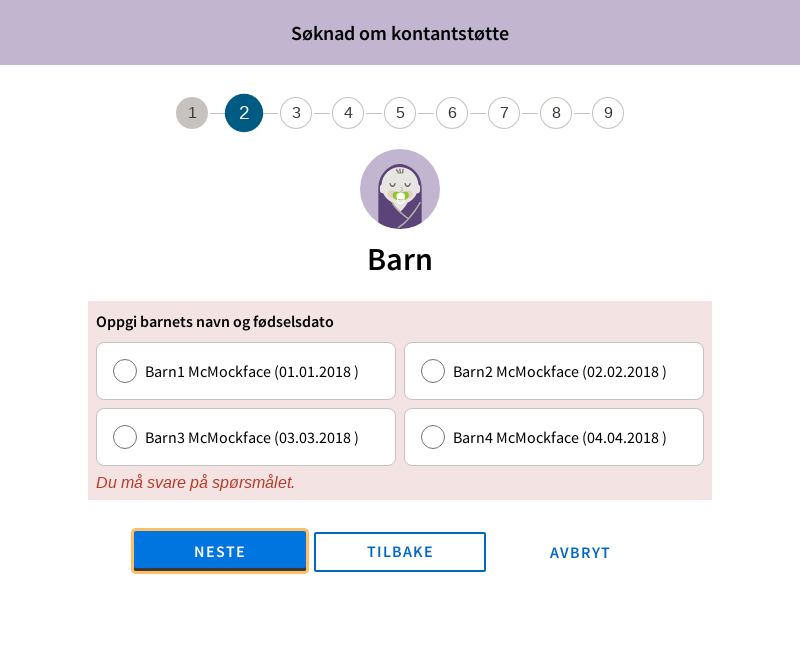 Søknad om kontantstøtte
1 2 3 4 5 6 7 8 9
Barn
Oppgi barnets navn og fødselsdato
Barn1 McMockface (01.01.2018 )
Barn2 McMockface (02.02.2018 )
Barn3 McMockface (03.03.2018 )
Barn4 McMockface (04.04.2018 )
Du må svare på spørsmålet.
NESTE TILBAKE AVBRYT